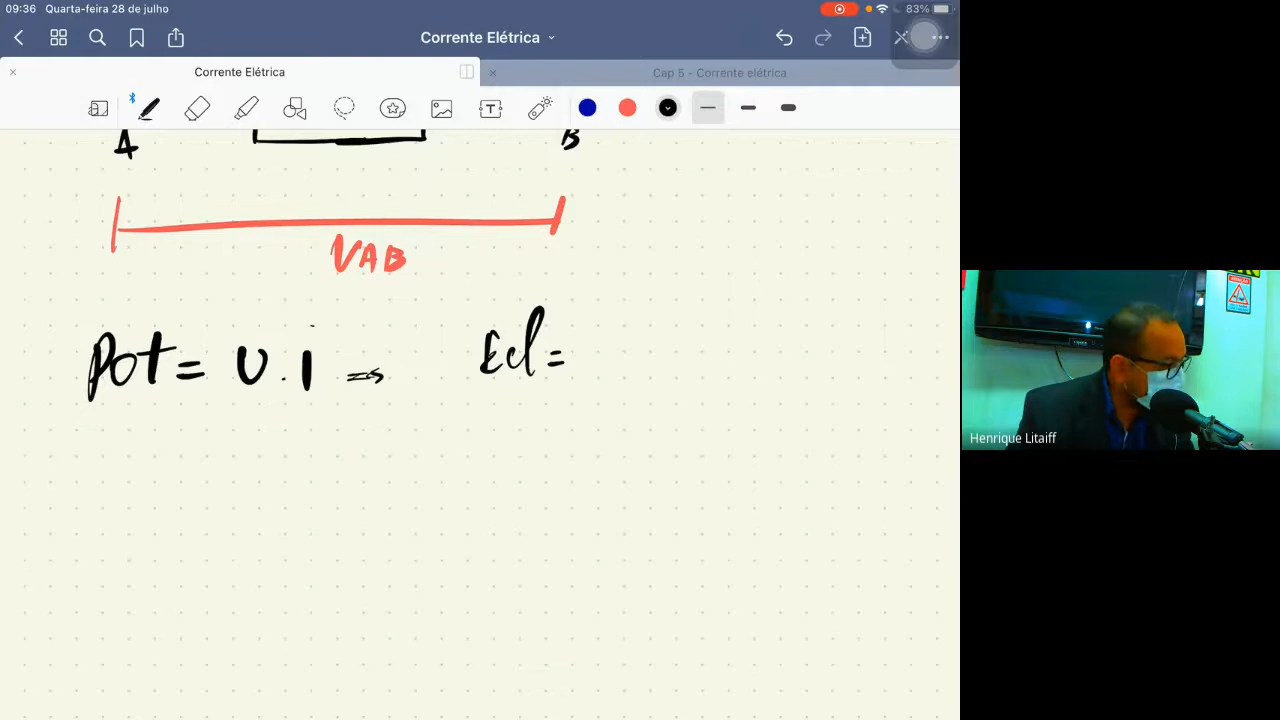 09:36 Quarta-feira 28 de julho 83%
Corrente Elétrica
Corrente Elétrica Cap 5 - Corrente elétrica
T
A B
VAB
Pot = U . i => Eel =
Henrique Litaiff